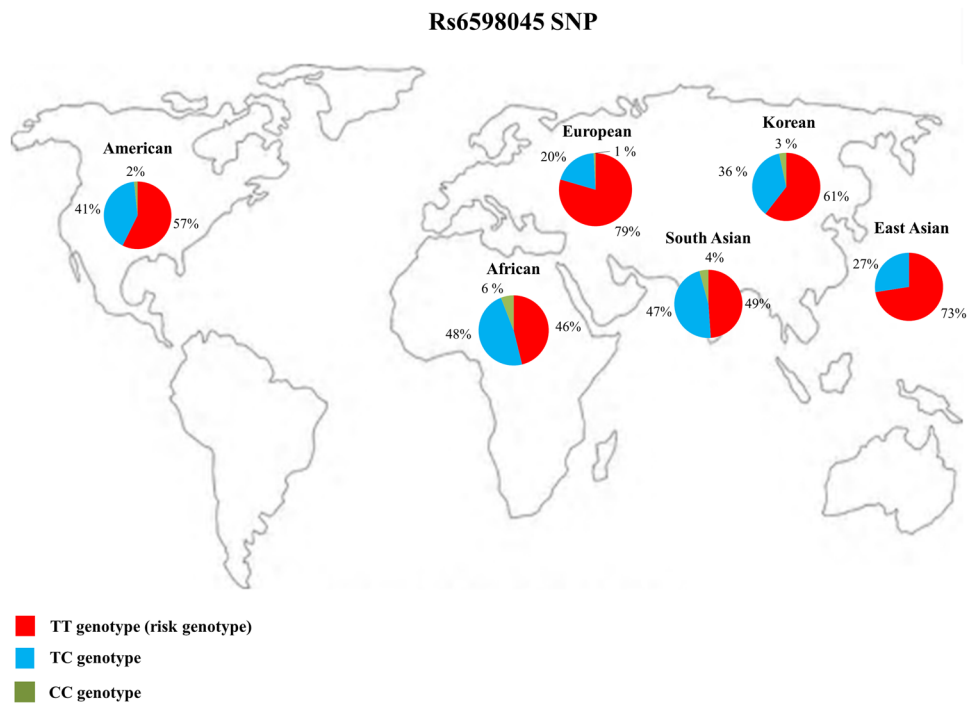 Rs6598045 SNP
American
2%
41%
57%
European
20%
1 %
79%
Korean
3 %
36 %
61%
East Asian
27%
73%
South Asian
4%
47%
49%
African
6 %
48%
46%
TT genotype (risk genotype)
TC genotype
CC genotype